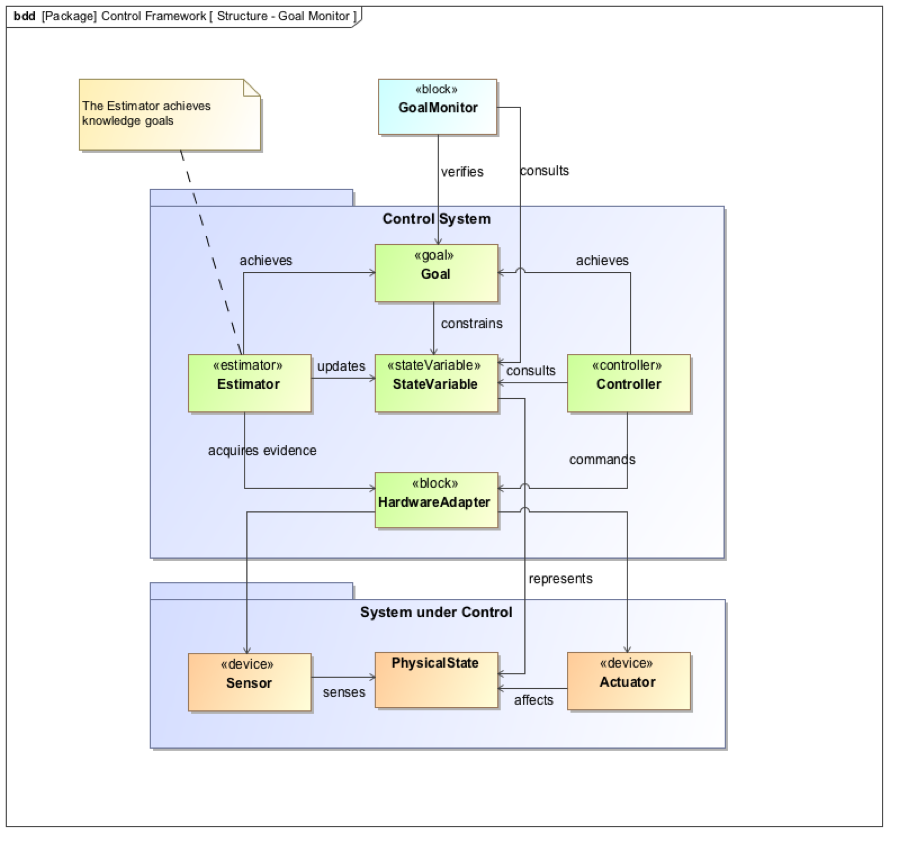 bdd [Package] Control Framework [ Structure - Goal Monitor ]
The Estimator achieves
knowledge goals
«block»
GoalMonitor
verifies
consults
Control System
achieves
«goal»
Goal
achieves
constrains
«estimator»
Estimator
updates
«stateVariable»
StateVariable
consults
«controller»
Controller
acquires evidence
commands
«block»
HardwareAdapter
represents
System under Control
«device»
Sensor
senses
PhysicalState
affects
«device»
Actuator